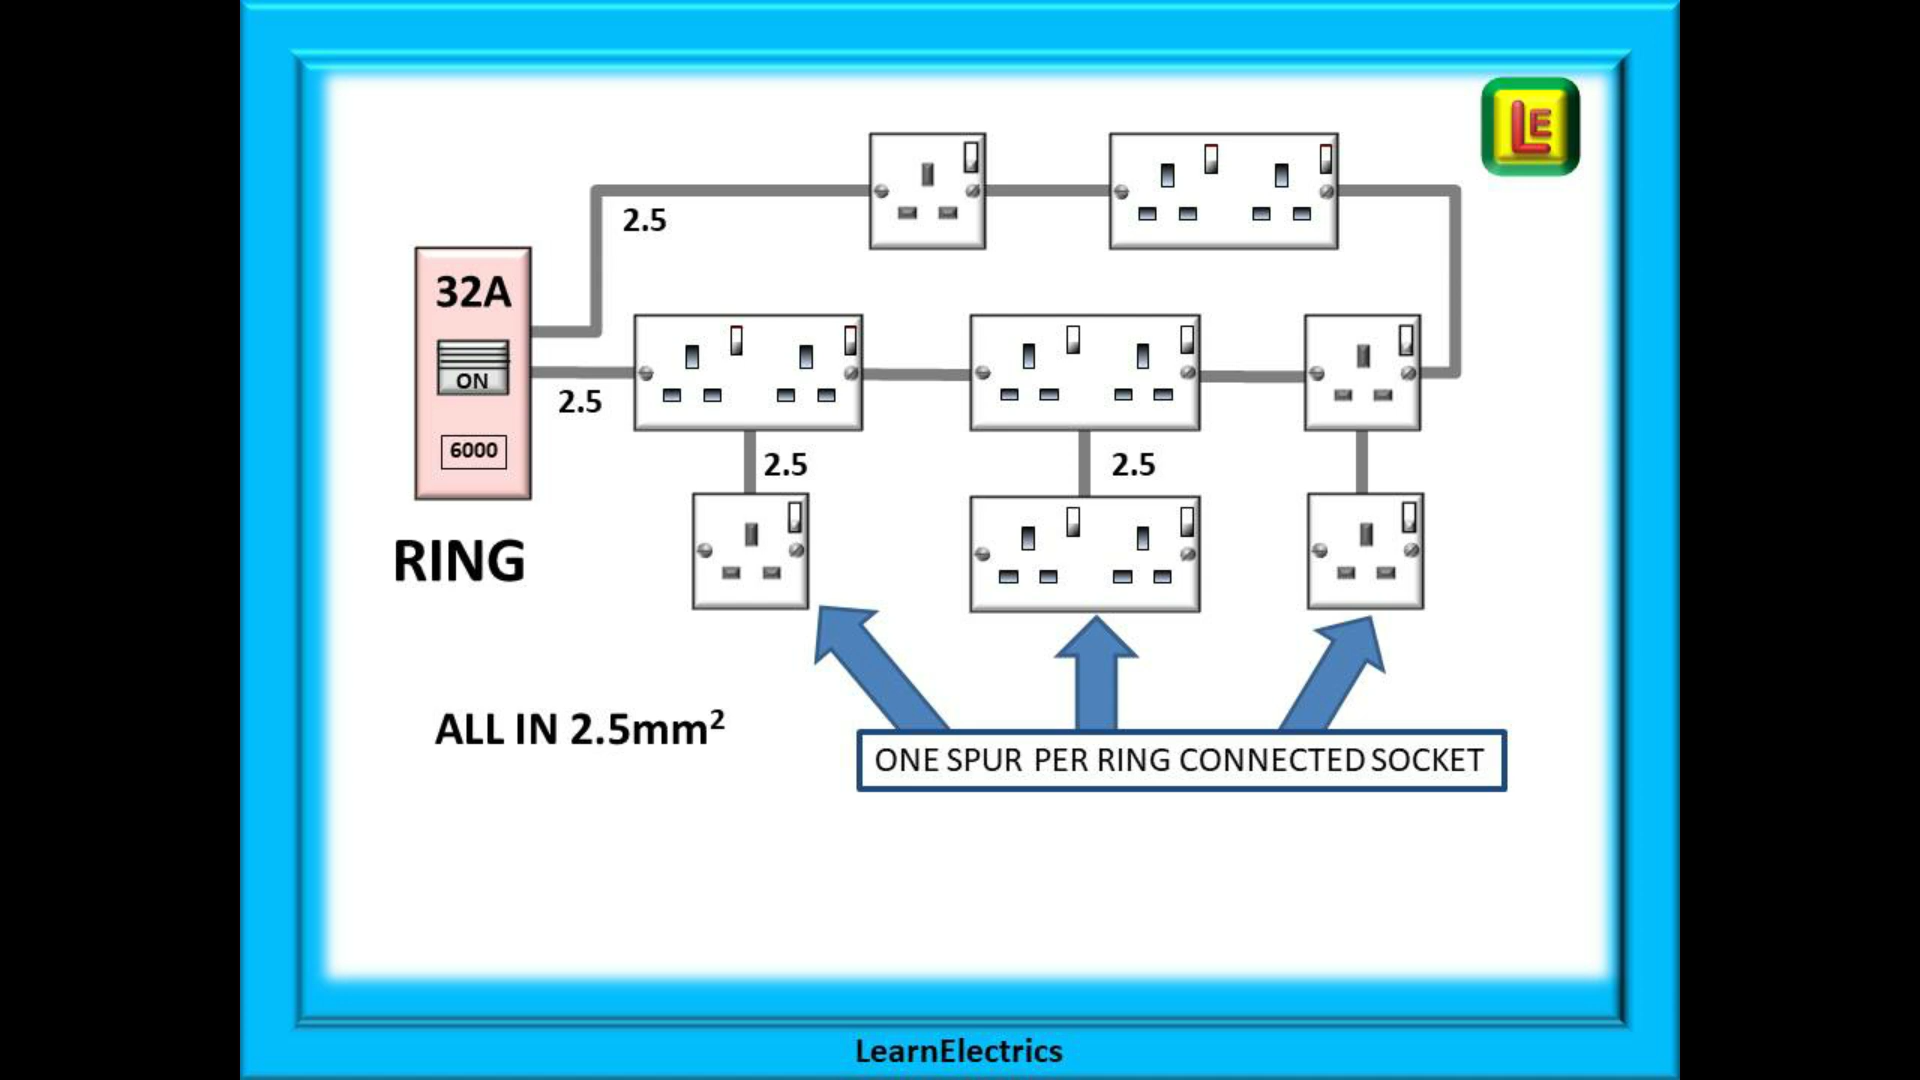 LE
2.5
32A
ON
2.5
6000
2.5
2.5
RING
ALL IN 2.5mm²
ONE SPUR PER RING CONNECTED SOCKET
LearnElectrics